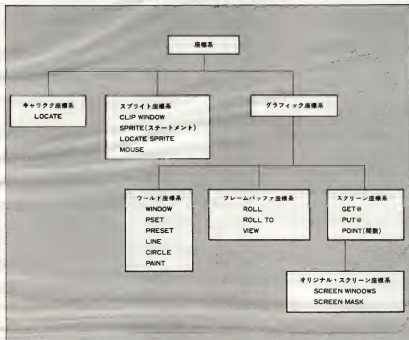 座標系
キャラクタ座標系
LOCATE
スプライト座標系
CLIP WINDOW
SPRITE(ステートメント)
LOCATE SPRITE
MOUSE
グラフィック座標系
ワールド座標系
WINDOW
PSET
PRESET
LINE
CIRCLE
PAINT
フレームバッファ座標系
ROLL
ROLL TO
VIEW
スクリーン座標系
GET@
PUT@
POINT(関数)
オリジナル・スクリーン座標系
SCREEN WINDOWS
SCREEN MASK